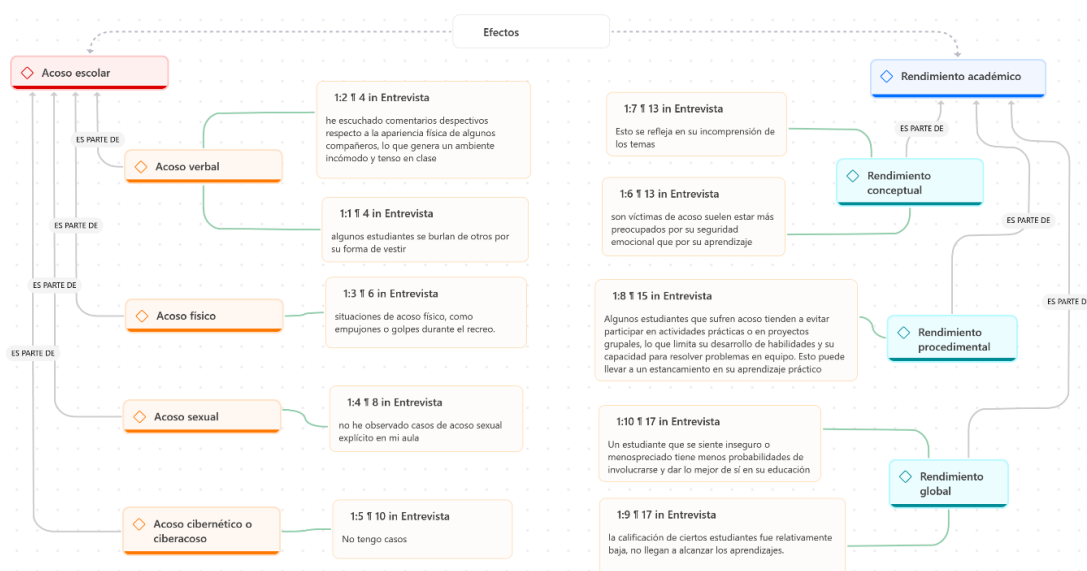 Efectos
Acoso escolar
Rendimiento académico
ES PARTE DE
Acoso verbal
1:2 ¶ 4 in Entrevista
he escuchado comentarios despectivos
respecto a la apariencia física de algunos
compañeros, lo que genera un ambiente
incómodo y tenso en clase
1:1 ¶ 4 in Entrevista
algunos estudiantes se burlan de otros por
su forma de vestir
ES PARTE DE
Acoso físico
1:3 ¶ 6 in Entrevista
situaciones de acoso físico, como
empujones o golpes durante el recreo.
ES PARTE DE
Acoso sexual
1:4 ¶ 8 in Entrevista
no he observado casos de acoso sexual
explícito en mi aula
ES PARTE DE
Acoso cibernético o
ciberacoso
1:5 ¶ 10 in Entrevista
No tengo casos
1:7 ¶ 13 in Entrevista
Esto se refleja en su incomprensión de
los temas
ES PARTE DE
Rendimiento
conceptual
1:6 ¶ 13 in Entrevista
son víctimas de acoso suelen estar más
preocupados por su seguridad
emocional que por su aprendizaje
ES PARTE DE
1:8 ¶ 15 in Entrevista
Algunos estudiantes que sufren acoso tienden a evitar
participar en actividades prácticas o en proyectos
grupales, lo que limita su desarrollo de habilidades y su
capacidad para resolver problemas en equipo. Esto puede
llevar a un estancamiento en su aprendizaje práctico
Rendimiento
procedimental
ES PARTE D
1:10 ¶ 17 in Entrevista
Un estudiante que se siente inseguro o
menospreciado tiene menos probabilidades de
involucrarse y dar lo mejor de sí en su educación
Rendimiento
global
1:9 ¶ 17 in Entrevista
la calificación de ciertos estudiantes fue relativamente
baja, no llegan a alcanzar los aprendizajes.